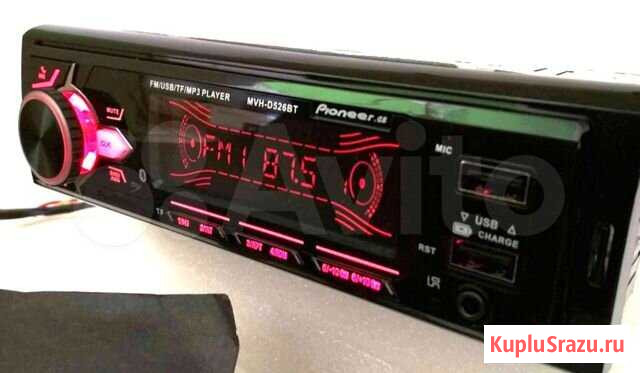 FM/USB/TF/MP3 PLAYER
MVH-D526BT
Pioneer.GB
MUTE
MIC
FM1 87.5
USB
CHARGE
TF
RST
Avito
KupluSrazu.ru